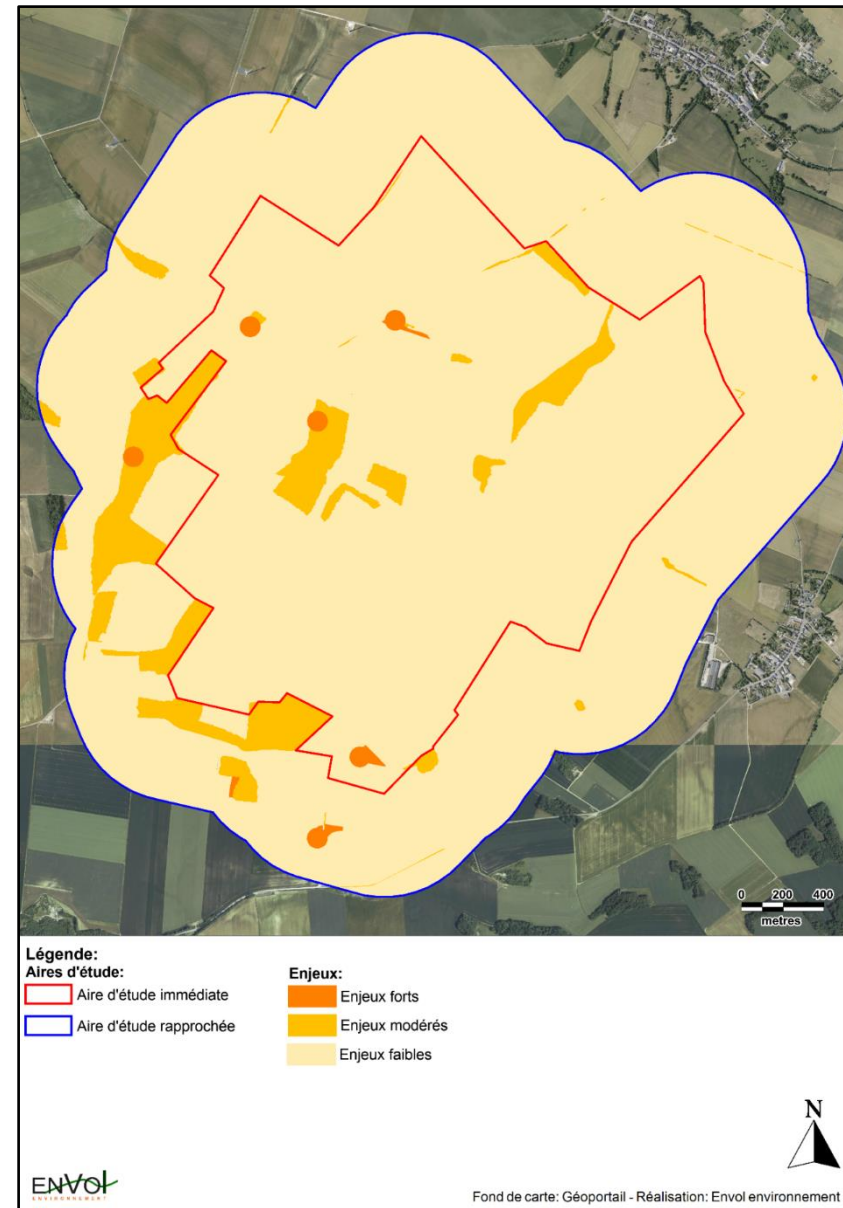 0 200 400
metres
Légende:
Aires d'étude:
Aire d'étude immédiate
Aire d'étude rapprochée
Enjeux:
Enjeux forts
Enjeux modérés
Enjeux faibles
N
ENVOl
ENVIRONNEMENT
Fond de carte: Géoportail - Réalisation: Envol environnement